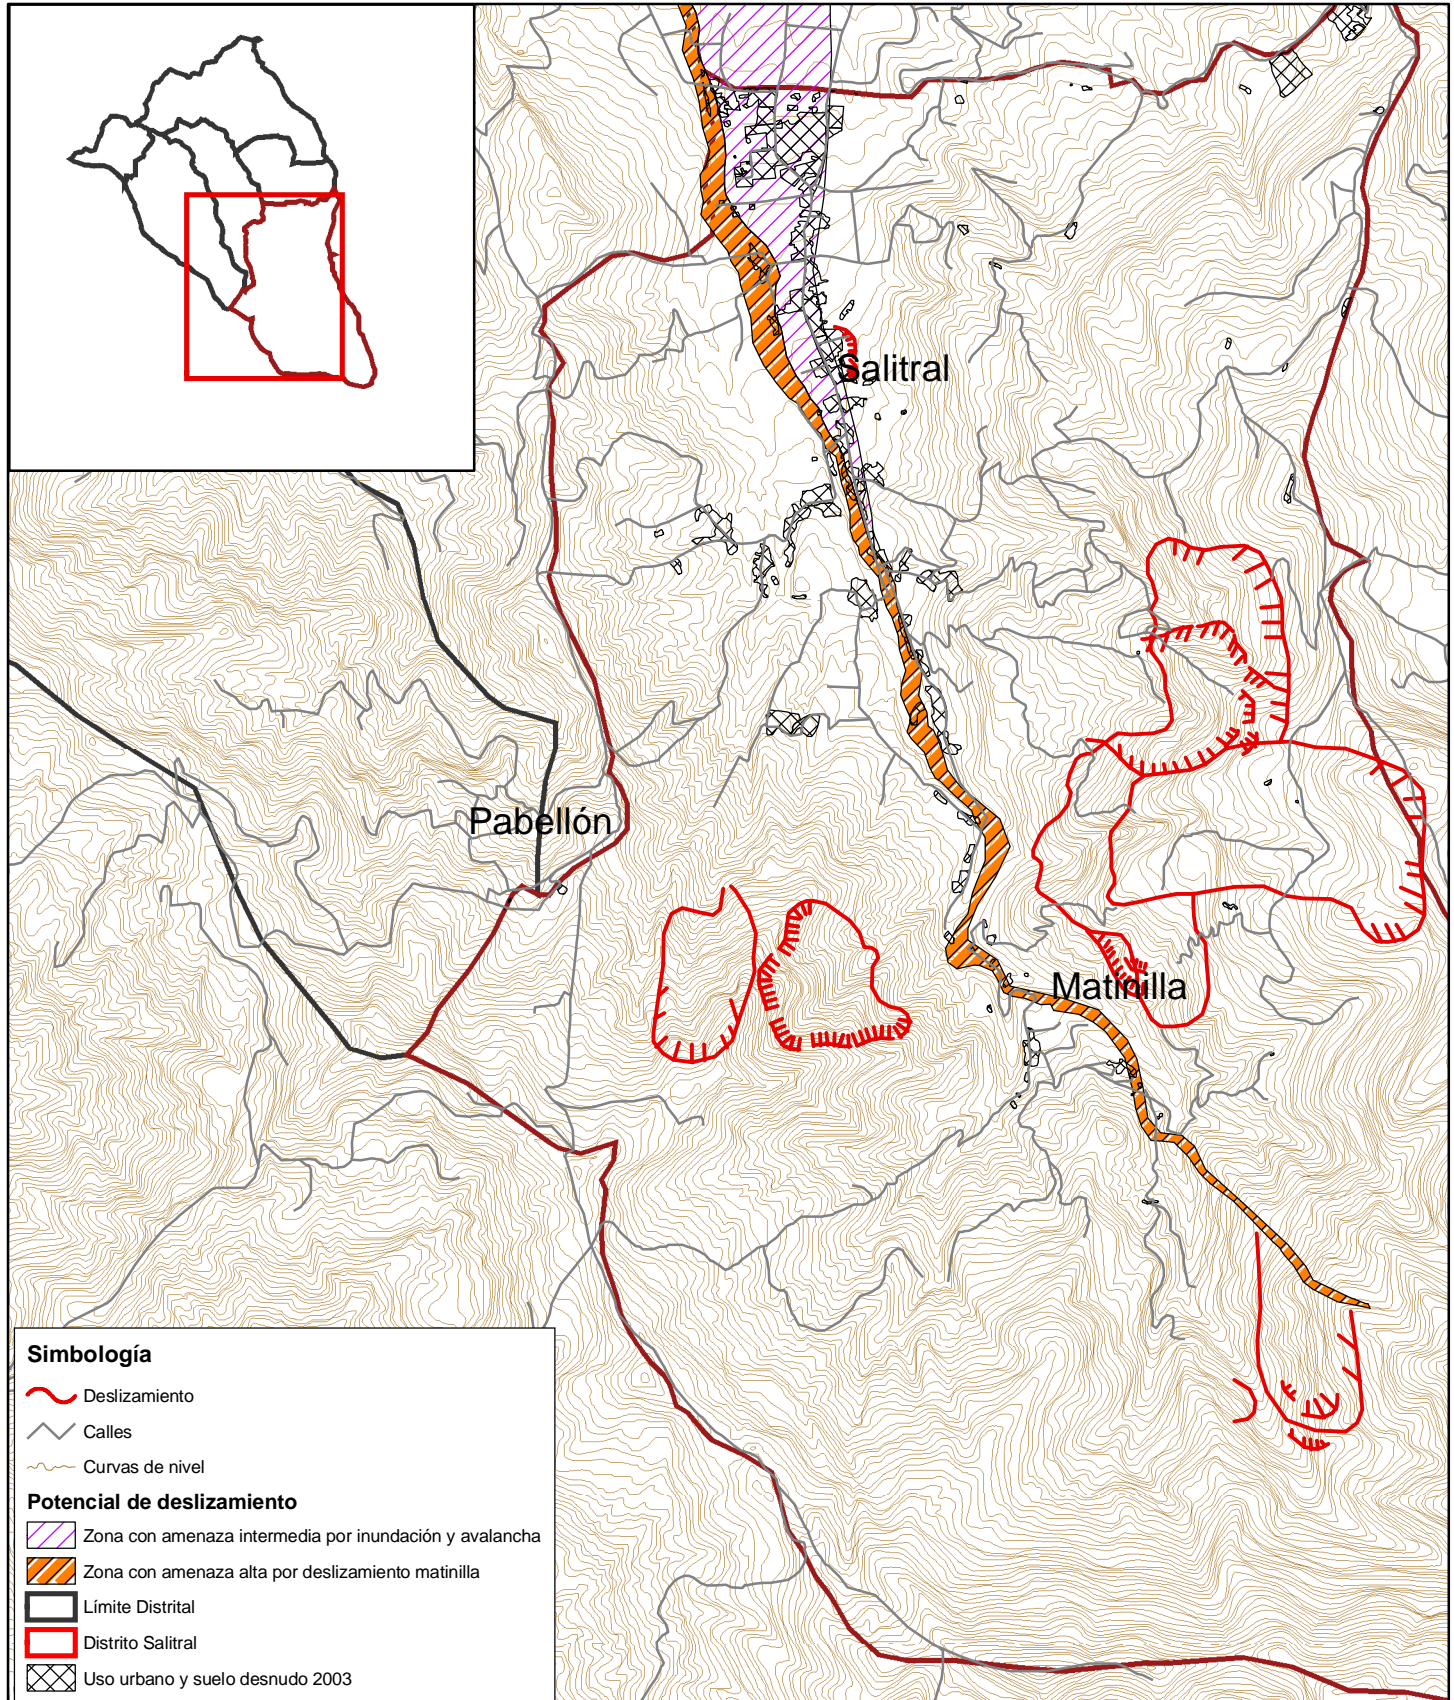 Salitral
Pabellón
Matinilla
Simbología
Deslizamiento
Calles
Curvas de nivel
Potencial de deslizamiento
Zona con amenaza intermedia por inundación y avalancha
Zona con amenaza alta por deslizamiento matinilla
Límite Distrital
Distrito Salitral
Uso urbano y suelo desnudo 2003